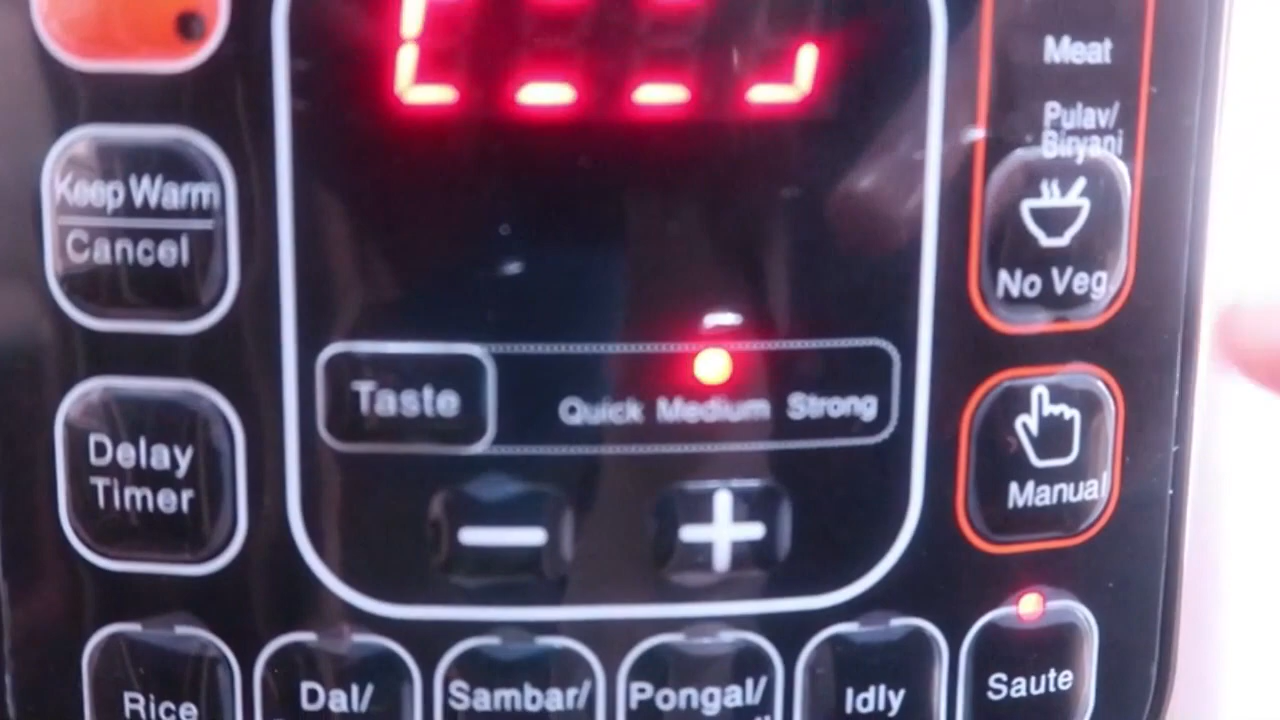 Meat
Pulav/
Biryani
Keep Warm
Cancel
No Veg
Taste
Quick Medium Strong
Delay
Timer
Manual
Rice
Dal/
Sambar/
Pongal/
Idly
Saute